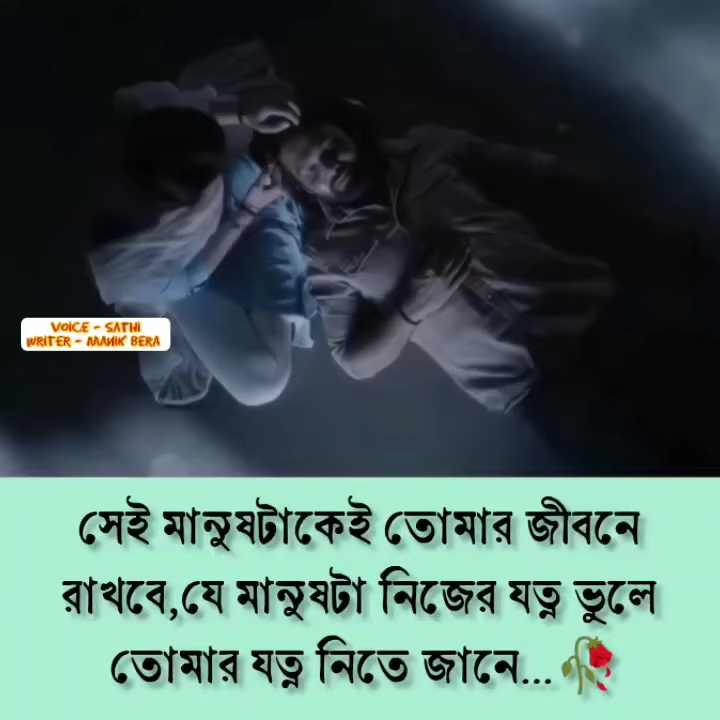 VOICE - SATHI
WRITER - MANIK BERA
সেই মানুষটাকেই তোমার জীবনে
রাখবে,যে মানুষটা নিজের যত্ন ভুলে
তোমার যত্ন নিতে জানে...🥀